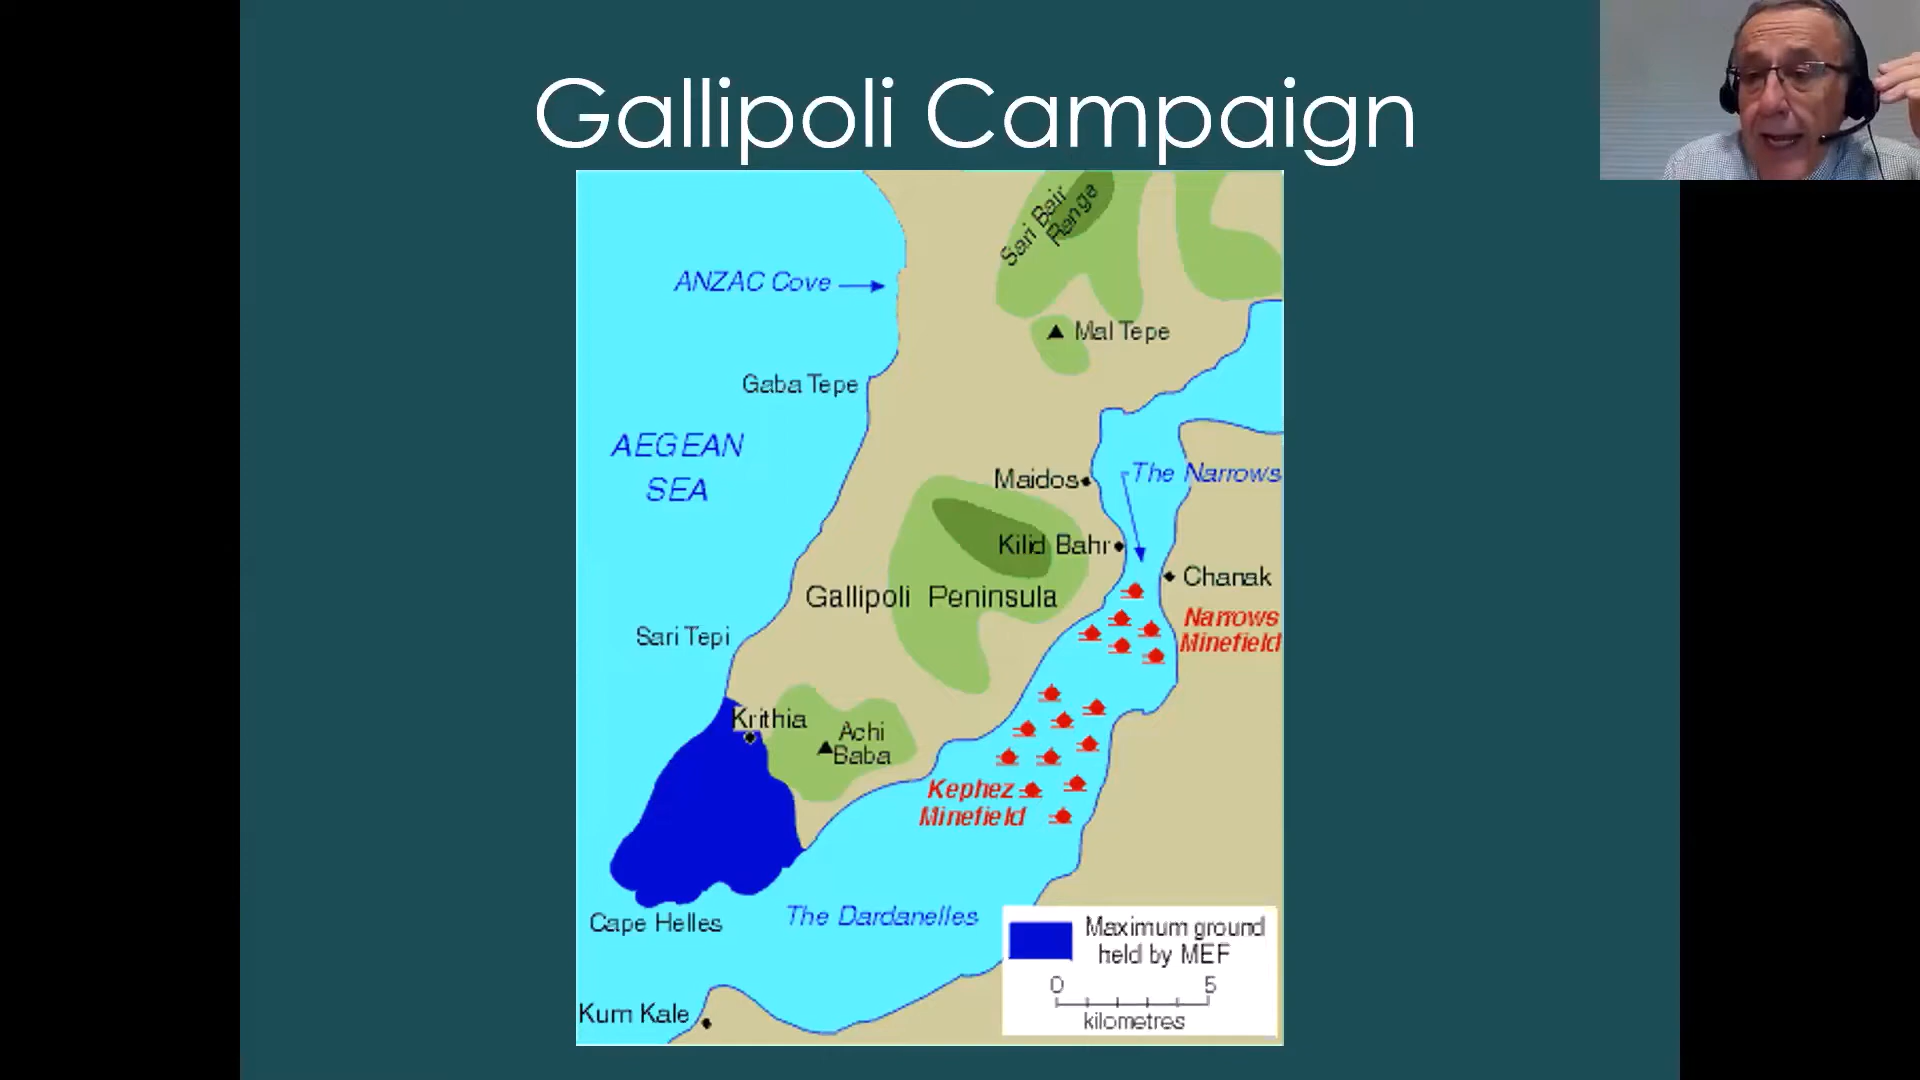 Gallipoli Campaign
Sari Bair
Range
ANZAC Cove
Mal Tepe
Gaba Tepe
AEGEAN
SEA
Maidos
The Narrows
Kilid Bahr
Chanak
Gallipoli Peninsula
Narrows
Minefield
Sari Tepi
Krithia
Achi
Baba
Kephez
Minefield
Cape Helles
The Dardanelles
Maximum ground
held by MEF
0 5
kilometres
Kum Kale